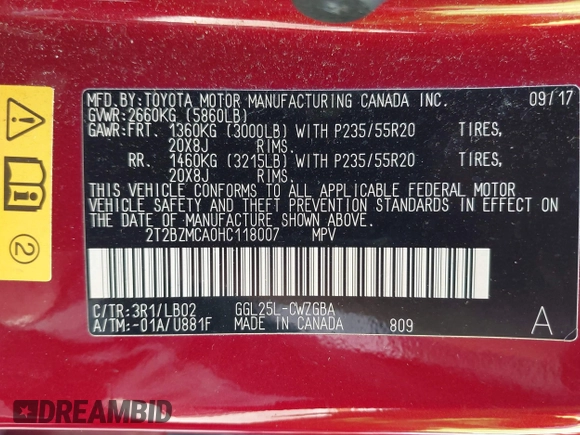 MFD. BY: TOYOTA MOTOR MANUFACTURING CANADA INC. 09/17
GVWR: 2660KG (5860LB)
GAWR: FRT. 1360KG (3000LB) WITH P235/55R20 TIRES,
20X8J RIMS.
RR. 1460KG (3215LB) WITH P235/55R20 TIRES,
20X8J RIMS.
THIS VEHICLE CONFORMS TO ALL APPLICABLE FEDERAL MOTOR
VEHICLE SAFETY AND THEFT PREVENTION STANDARDS IN EFFECT ON
THE DATE OF MANUFACTURE SHOWN ABOVE.
2T2BZMCA0HC118007 MPV
C/TR: 3R1/LB02 GGL25L-CWZGBA
A/TM: -01A/U881F MADE IN CANADA 809 A
2
DREAMBID